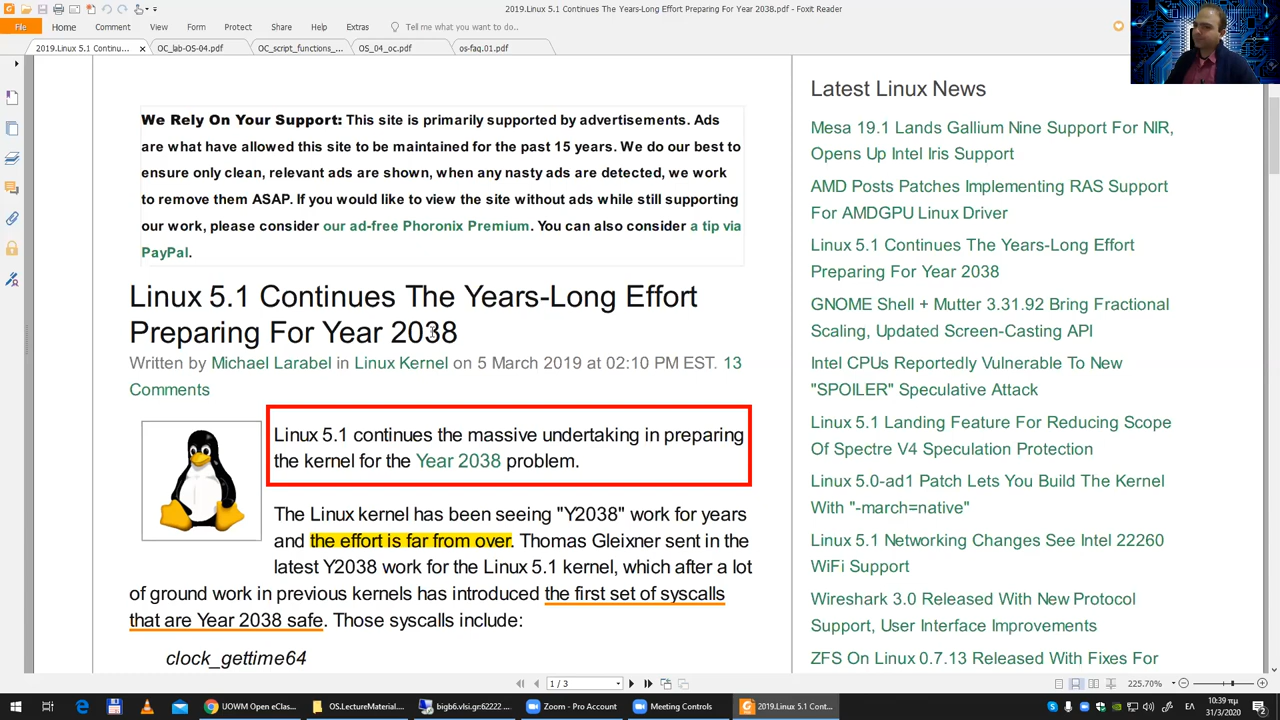 2019.Linux 5.1 Continues The Years-Long Effort Preparing For Year 2038.pdf - Foxit Reader
File Home Comment View Form Protect Share Help Extras Tell me what you want to do..
2019.Linux 5.1 Continu... OC_lab-OS-04.pdf OC_script_functions_... OS_04_oc.pdf os-faq.01.pdf
We Rely On Your Support: This site is primarily supported by advertisements. Ads
are what have allowed this site to be maintained for the past 15 years. We do our best to
ensure only clean, relevant ads are shown, when any nasty ads are detected, we work
to remove them ASAP. If you would like to view the site without ads while still supporting
our work, please consider our ad-free Phoronix Premium. You can also consider a tip via
PayPal.
Linux 5.1 Continues The Years-Long Effort
Preparing For Year 2038
Written by Michael Larabel in Linux Kernel on 5 March 2019 at 02:10 PM EST. 13
Comments
Linux 5.1 continues the massive undertaking in preparing
the kernel for the Year 2038 problem.
The Linux kernel has been seeing "Y2038" work for years
and the effort is far from over. Thomas Gleixner sent in the
latest Y2038 work for the Linux 5.1 kernel, which after a lot
of ground work in previous kernels has introduced the first set of syscalls
that are Year 2038 safe. Those syscalls include:
clock_gettime64
Latest Linux News
Mesa 19.1 Lands Gallium Nine Support For NIR,
Opens Up Intel Iris Support
AMD Posts Patches Implementing RAS Support
For AMDGPU Linux Driver
Linux 5.1 Continues The Years-Long Effort
Preparing For Year 2038
GNOME Shell + Mutter 3.31.92 Bring Fractional
Scaling, Updated Screen-Casting API
Intel CPUs Reportedly Vulnerable To New
"SPOILER" Speculative Attack
Linux 5.1 Landing Feature For Reducing Scope
Of Spectre V4 Speculation Protection
Linux 5.0-ad1 Patch Lets You Build The Kernel
With "-march=native"
Linux 5.1 Networking Changes See Intel 22260
WiFi Support
Wireshark 3.0 Released With New Protocol
Support, User Interface Improvements
ZFS On Linux 0.7.13 Released With Fixes For
1 / 3
225.70%
UOWM Open eClas... OS.LectureMaterial.... bigb6.vlsi.gr:62222 ... Zoom - Pro Account Meeting Controls 2019.Linux 5.1 Cont... ΕΛ 10:39 πμ
31/3/2020